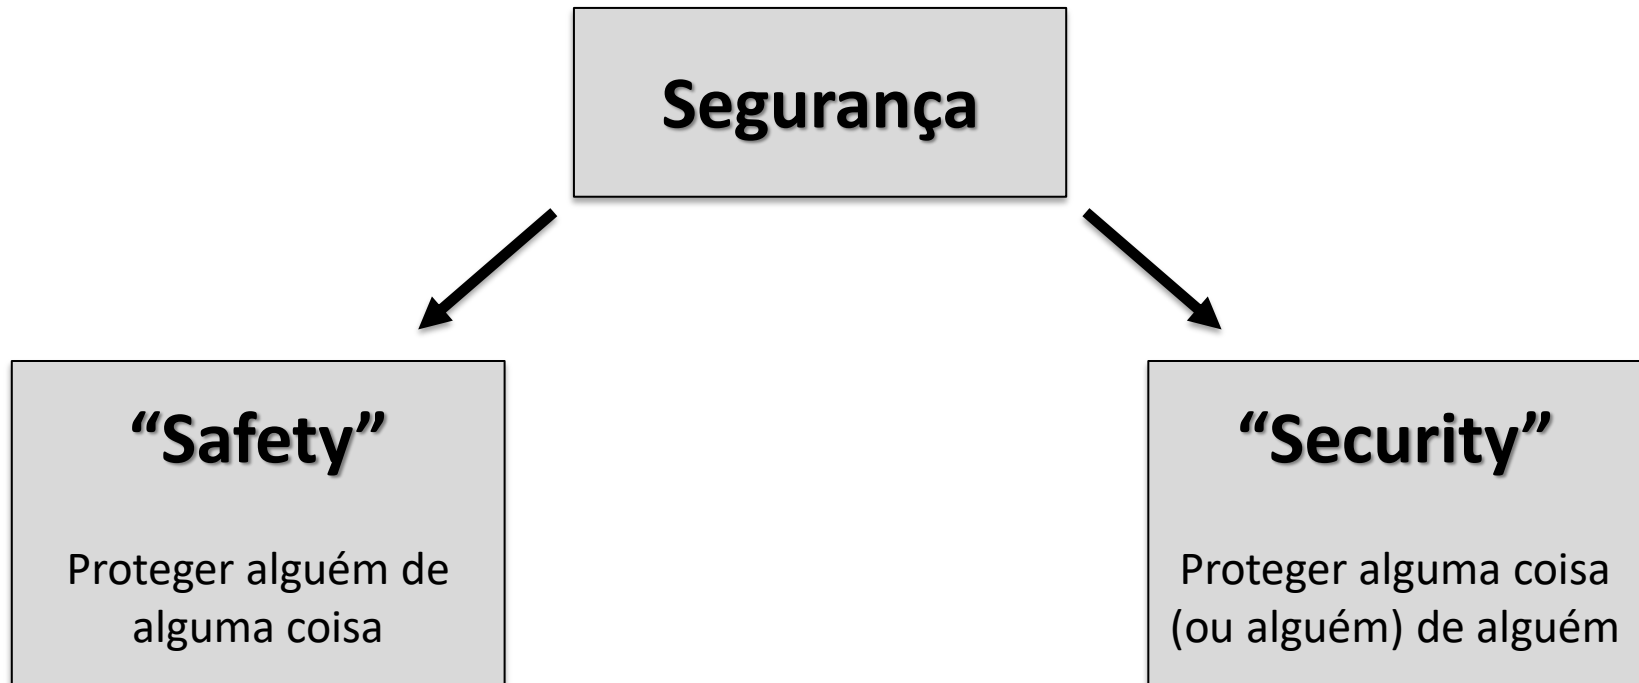 Segurança
“Safety”
Proteger alguém de
alguma coisa
“Security”
Proteger alguma coisa
(ou alguém) de alguém